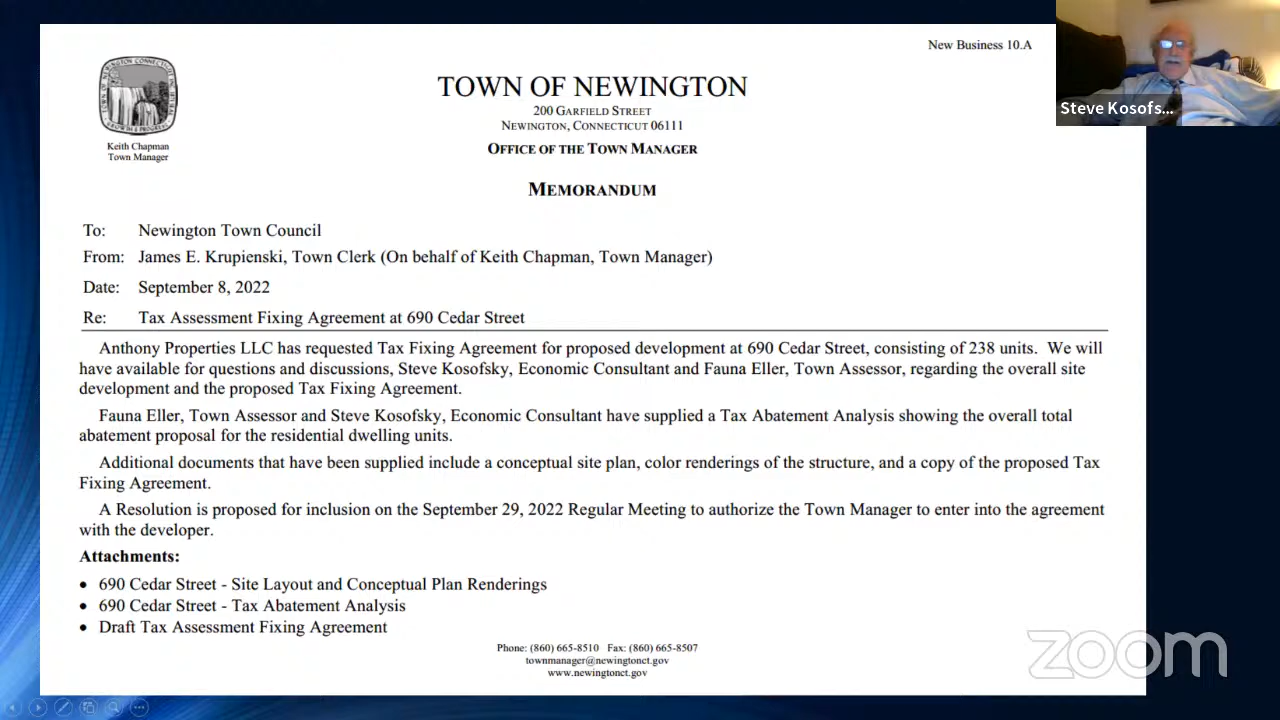 New Business 10.A
Steve Kosofs...
Keith Chapman
Town Manager
TOWN OF NEWINGTON
200 GARFIELD STREET
NEWINGTON, CONNECTICUT 06111
OFFICE OF THE TOWN MANAGER
MEMORANDUM
To: Newington Town Council
From: James E. Krupienski, Town Clerk (On behalf of Keith Chapman, Town Manager)
Date: September 8, 2022
Re: Tax Assessment Fixing Agreement at 690 Cedar Street
Anthony Properties LLC has requested Tax Fixing Agreement for proposed development at 690 Cedar Street, consisting of 238 units. We will
have available for questions and discussions, Steve Kosofsky, Economic Consultant and Fauna Eller, Town Assessor, regarding the overall site
development and the proposed Tax Fixing Agreement.
Fauna Eller, Town Assessor and Steve Kosofsky, Economic Consultant have supplied a Tax Abatement Analysis showing the overall total
abatement proposal for the residential dwelling units.
Additional documents that have been supplied include a conceptual site plan, color renderings of the structure, and a copy of the proposed Tax
Fixing Agreement.
A Resolution is proposed for inclusion on the September 29, 2022 Regular Meeting to authorize the Town Manager to enter into the agreement
with the developer.
Attachments:
• 690 Cedar Street - Site Layout and Conceptual Plan Renderings
• 690 Cedar Street - Tax Abatement Analysis
• Draft Tax Assessment Fixing Agreement
Phone: (860) 665-8510 Fax: (860) 665-8507
townmanager@newingtonct.gov
www.newingtonct.gov
zoom